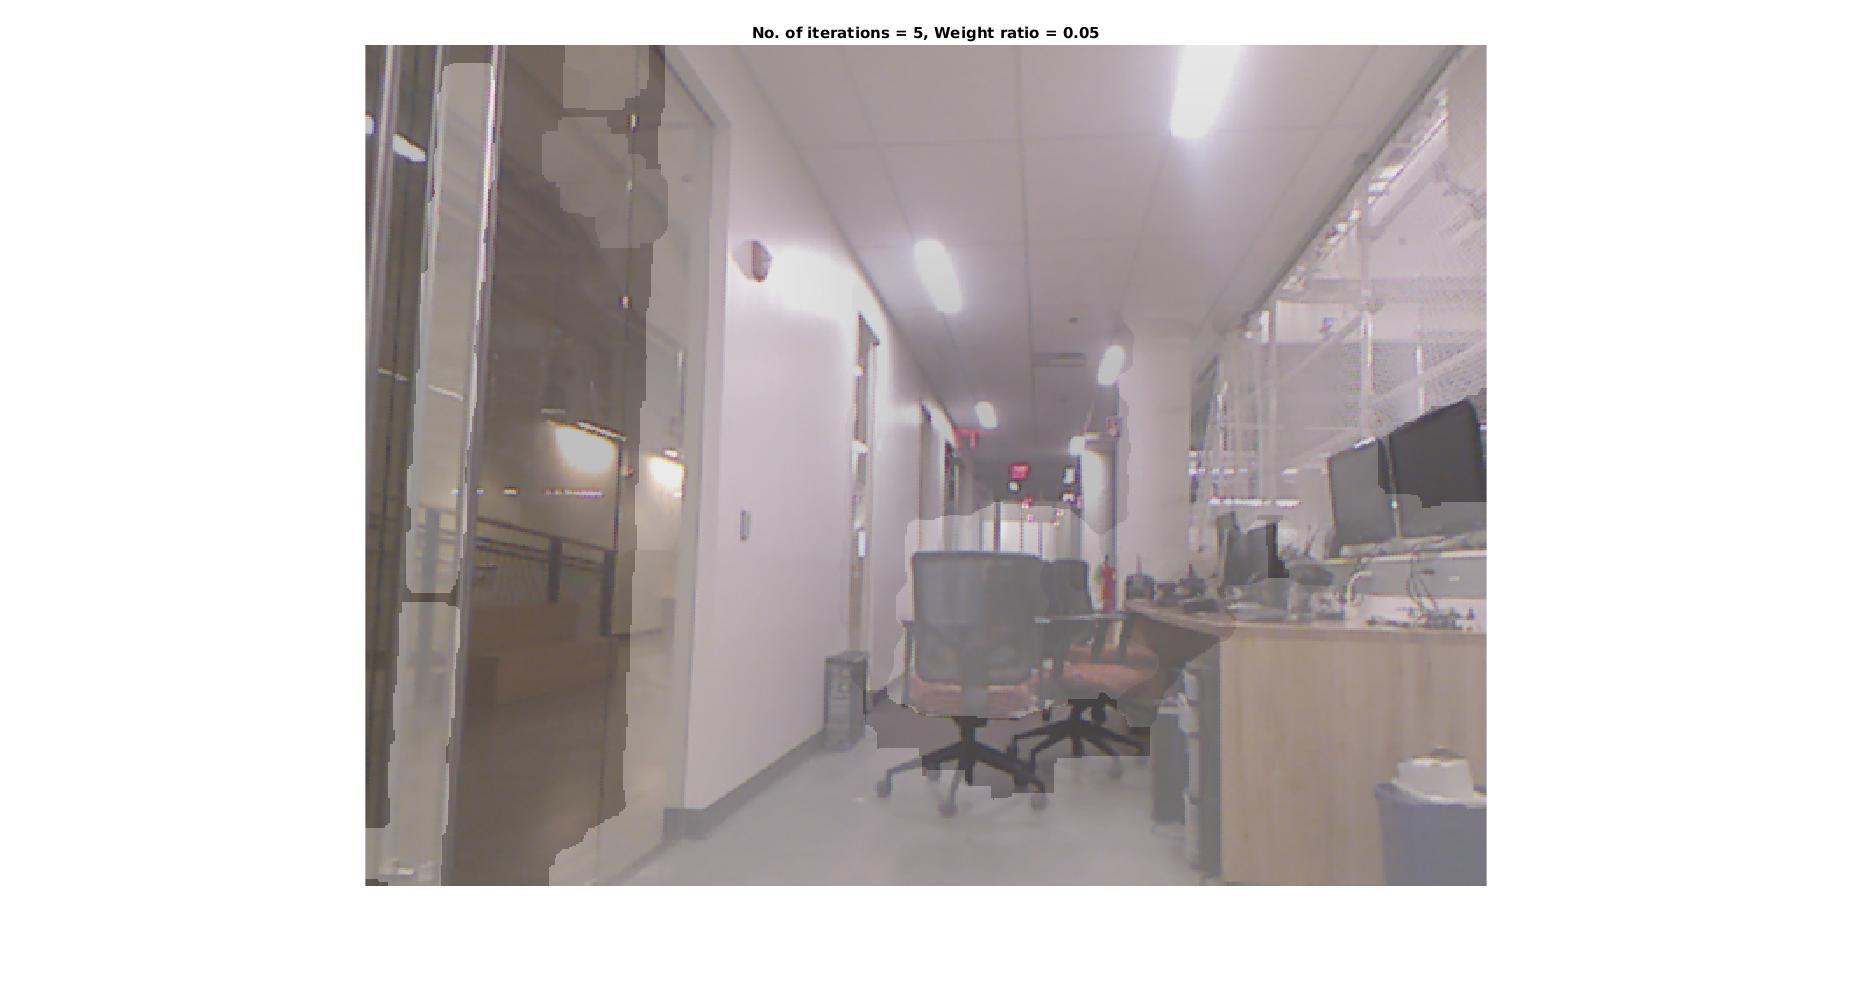 No. of iterations = 5, Weight ratio = 0.05